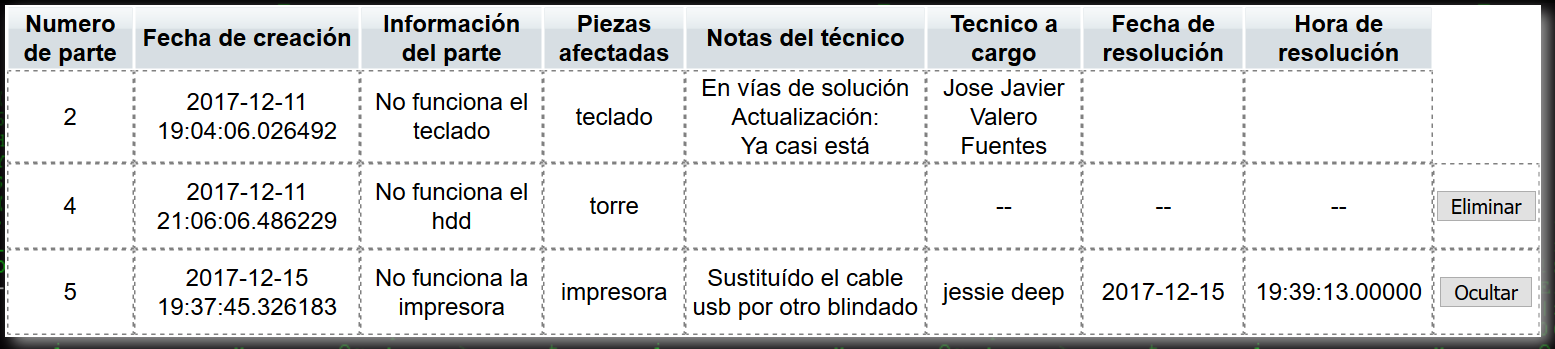 Numero de parte
Fecha de creación
Información del parte
Piezas afectadas
Notas del técnico
Tecnico a cargo
Fecha de resolución
Hora de resolución
2
2017-12-11
19:04:06.026492
No funciona el
teclado
teclado
En vías de solución
Actualización:
Ya casi está
Jose Javier
Valero
Fuentes
4
2017-12-11
21:06:06.486229
No funciona el
hdd
torre
--
--
--
Eliminar
5
2017-12-15
19:37:45.326183
No funciona la
impresora
impresora
Sustituído el cable
usb por otro blindado
jessie deep
2017-12-15
19:39:13.00000
Ocultar